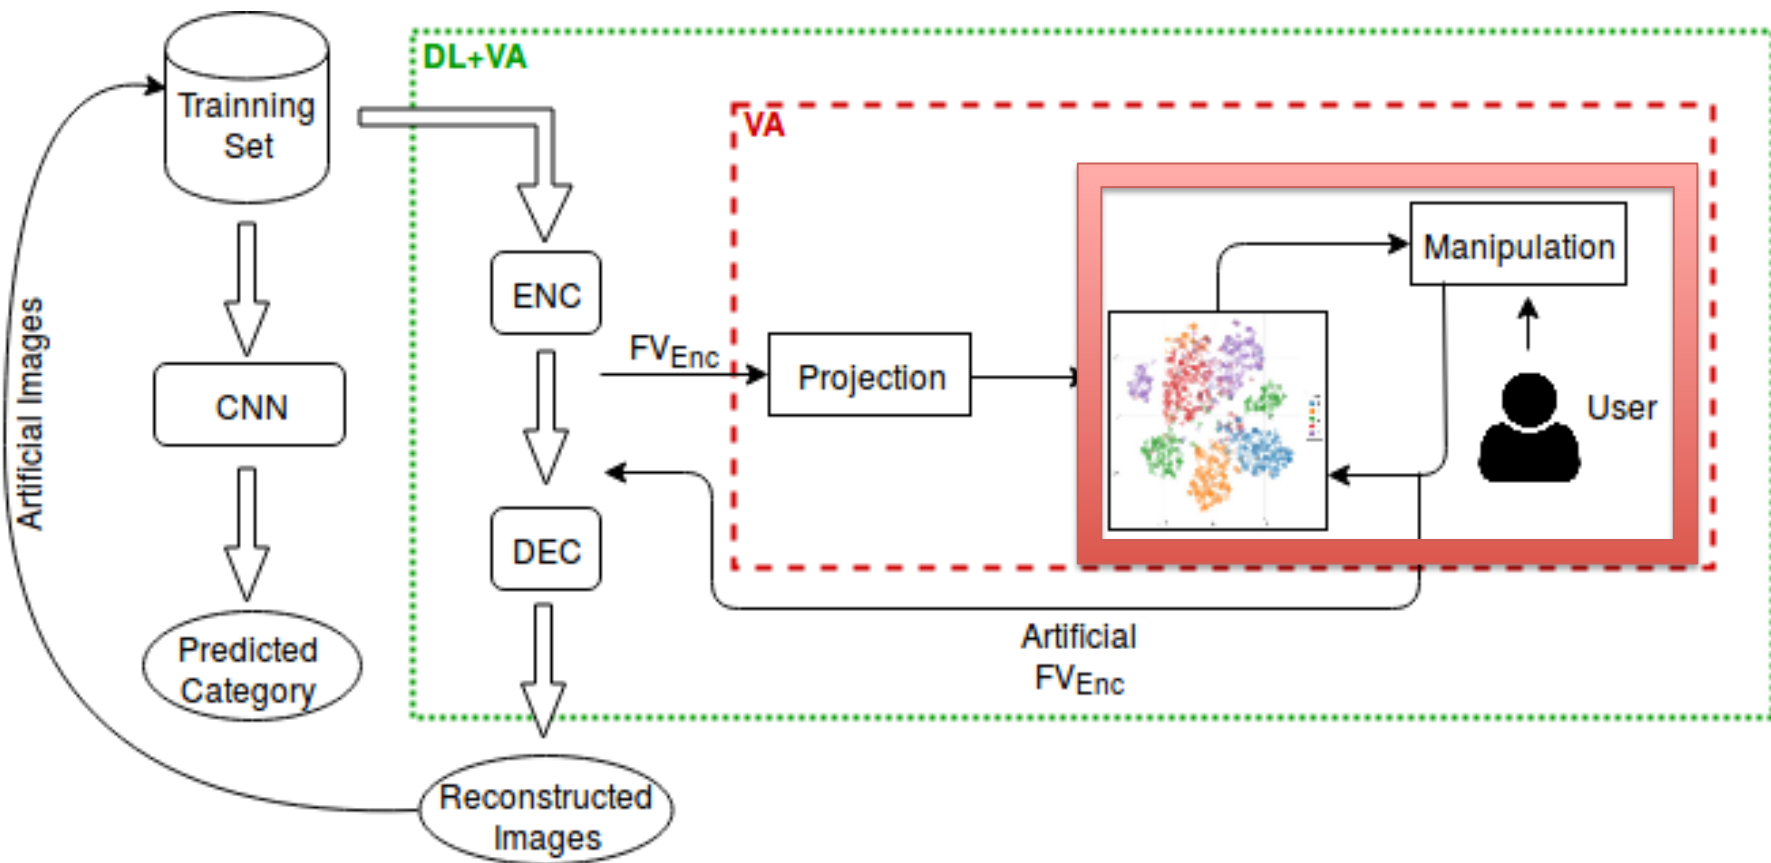 DL+VA
Trainning
Set
VA
Manipulation
ENC
Artificial Images
FVEnc
Projection
CNN
User
DEC
Artificial
FVEnc
Predicted
Category
Reconstructed
Images